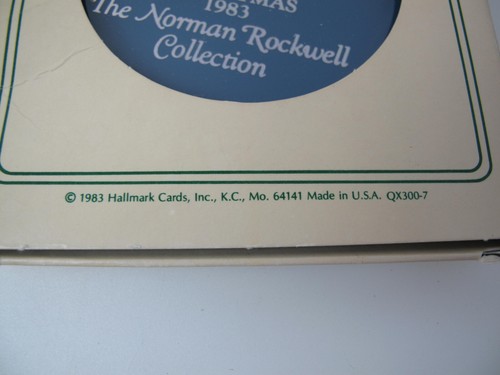 1983
The Norman Rockwell
Collection
© 1983 Hallmark Cards, Inc., K.C., Mo. 64141 Made in U.S.A. QX300-7